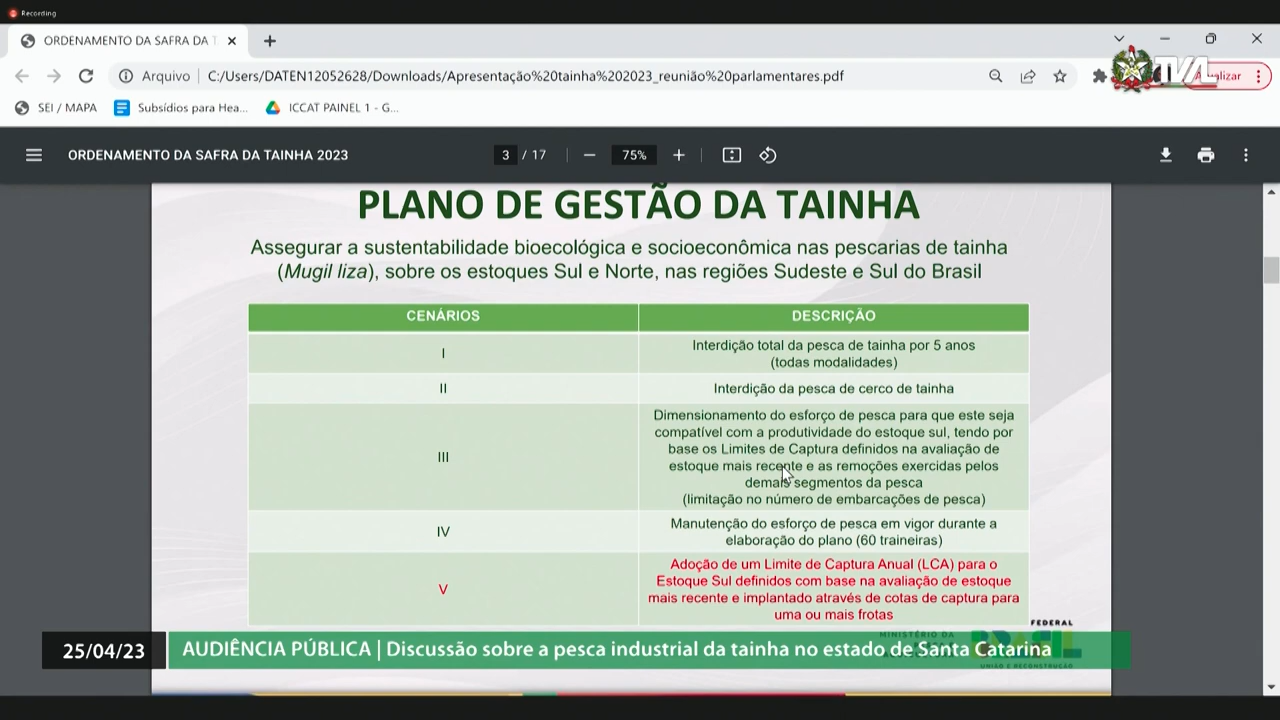 Recording
ORDENAMENTO DA SAFRA DA T
Arquivo
C:/Users/DATEN12052628/Downloads/Apresentação%20tainha%202023_reunião%20parlamentares.pdf
TVAL
alizar
SEI / MAPA
Subsídios para Hea...
ICCAT PAINEL 1 - G...
ORDENAMENTO DA SAFRA DA TAINHA 2023
3 / 17
75%
PLANO DE GESTÃO DA TAINHA
Assegurar a sustentabilidade bioecológica e socioeconômica nas pescarias de tainha
(Mugil liza), sobre os estoques Sul e Norte, nas regiões Sudeste e Sul do Brasil
CENÁRIOS
DESCRIÇÃO
I
Interdição total da pesca de tainha por 5 anos
(todas modalidades)
II
Interdição da pesca de cerco de tainha
III
Dimensionamento do esforço de pesca para que este seja
compatível com a produtividade do estoque sul, tendo por
base os Limites de Captura definidos na avaliação de
estoque mais recente e as remoções exercidas pelos
demais segmentos da pesca
(limitação no número de embarcações de pesca)
IV
Manutenção do esforço de pesca em vigor durante a
elaboração do plano (60 traineiras)
V
Adoção de um Limite de Captura Anual (LCA) para o
Estoque Sul definidos com base na avaliação de estoque
mais recente e implantado através de cotas de captura para
uma ou mais frotas
FEDERAL
MINISTÉRIO DA
BRASIL
UNIÃO E RECONSTRUÇÃO
25/04/23
AUDIÊNCIA PÚBLICA | Discussão sobre a pesca industrial da tainha no estado de Santa Catarina